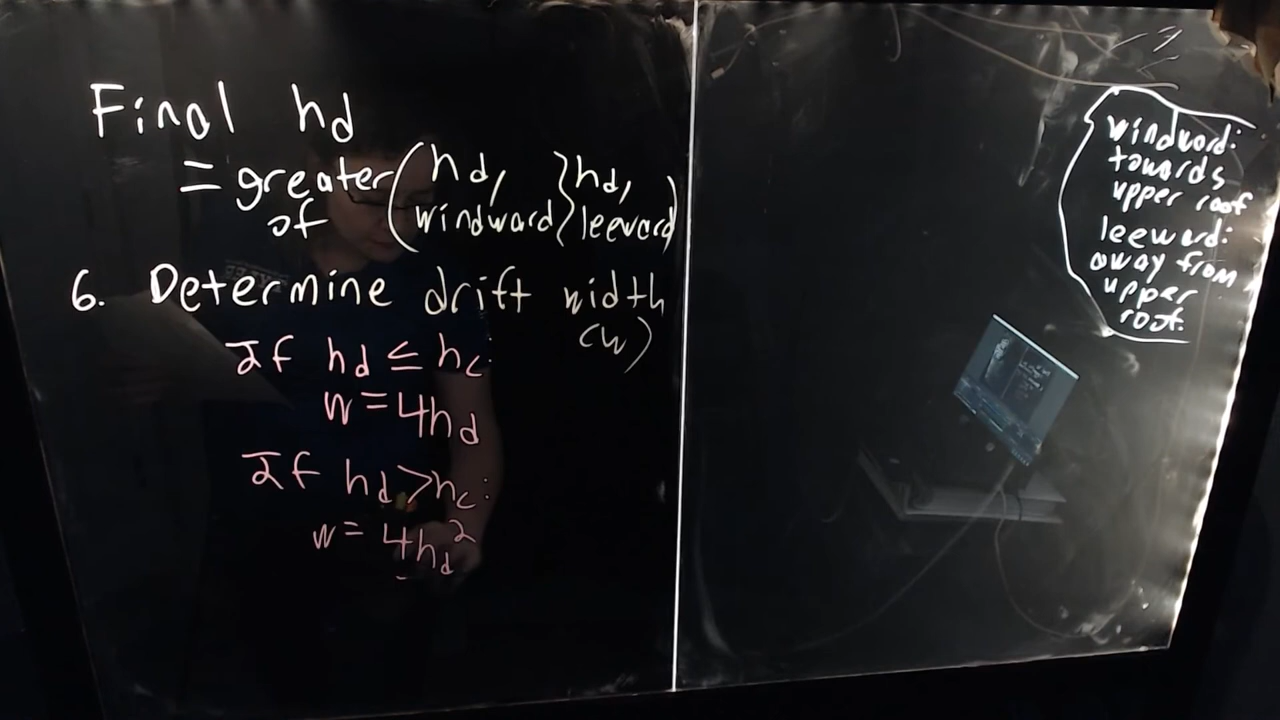 Final hd
= greater of (hd, windward } hd, leeward)
6. Determine drift width (w)
If hd ≤ hc:
w = 4hd
If hd > hc:
w = 4hd²
windward:
towards
upper roof
leeward:
away from
upper
roof.